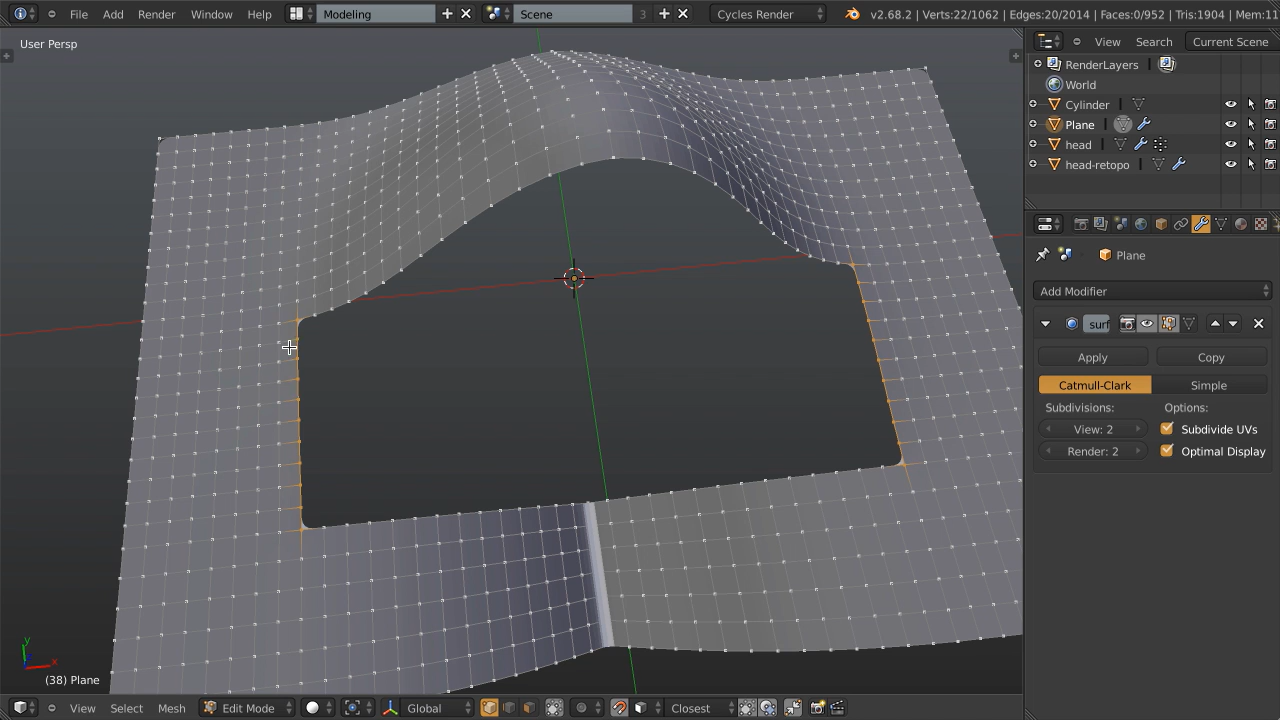 File Add Render Window Help Modeling Scene 3 Cycles Render v2.68.2 | Verts:22/1062 | Edges:20/2014 | Faces:0/952 | Tris:1904 | Mem:11
User Persp
View Search Current Scene
RenderLayers
World
Cylinder
Plane
head
head-retopo
Plane
Add Modifier
surf
Apply Copy
Catmull-Clark Simple
Subdivisions: Options:
View: 2 Subdivide UVs
Render: 2 Optimal Display
y
x
(38) Plane
View Select Mesh Edit Mode Global Closest